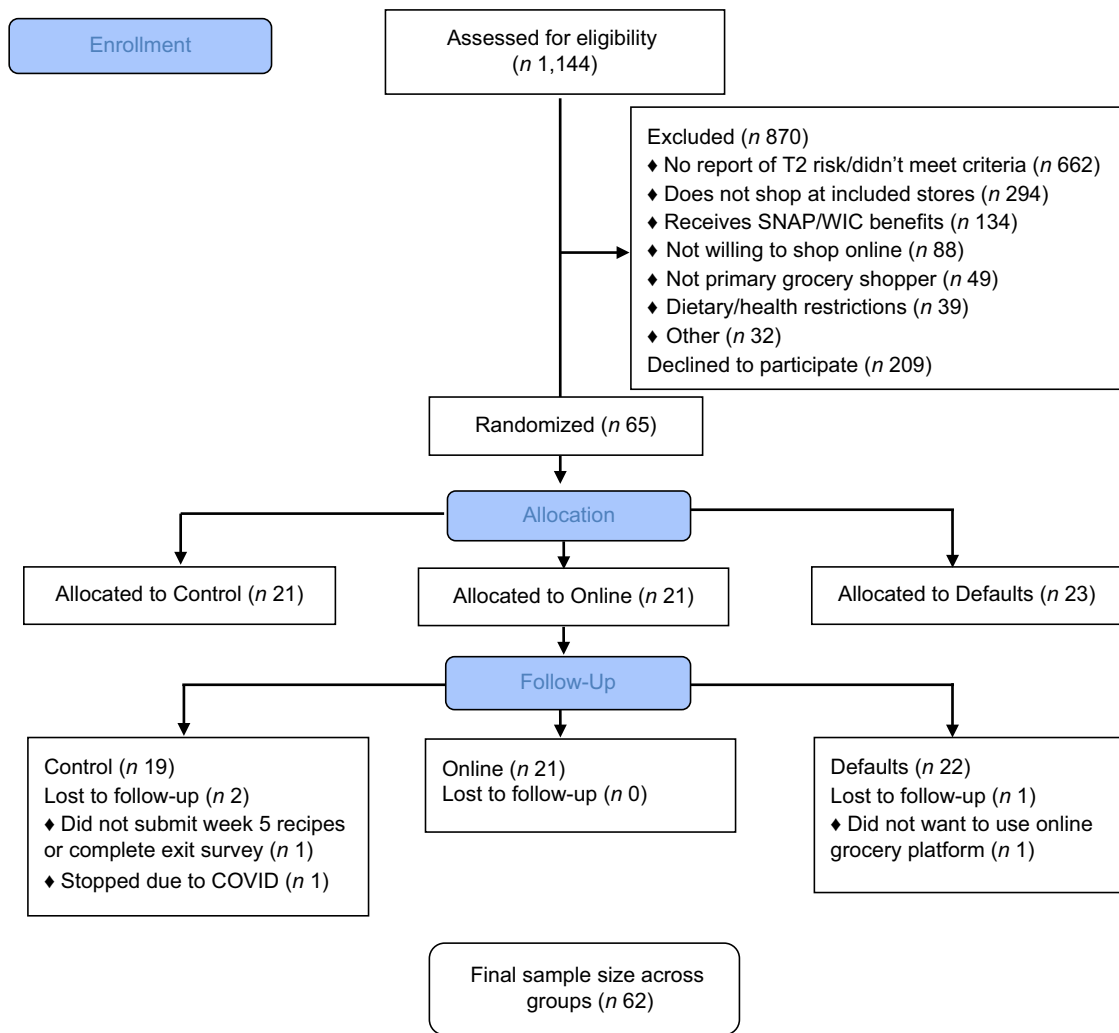 Enrollment
Assessed for eligibility
(n 1,144)
Excluded (n 870)
♦ No report of T2 risk/didn’t meet criteria (n 662)
♦ Does not shop at included stores (n 294)
♦ Receives SNAP/WIC benefits (n 134)
♦ Not willing to shop online (n 88)
♦ Not primary grocery shopper (n 49)
♦ Dietary/health restrictions (n 39)
♦ Other (n 32)
Declined to participate (n 209)
Randomized (n 65)
Allocation
Allocated to Control (n 21)
Allocated to Online (n 21)
Allocated to Defaults (n 23)
Follow-Up
Control (n 19)
Lost to follow-up (n 2)
♦ Did not submit week 5 recipes
or complete exit survey (n 1)
♦ Stopped due to COVID (n 1)
Online (n 21)
Lost to follow-up (n 0)
Defaults (n 22)
Lost to follow-up (n 1)
♦ Did not want to use online
grocery platform (n 1)
Final sample size across
groups (n 62)